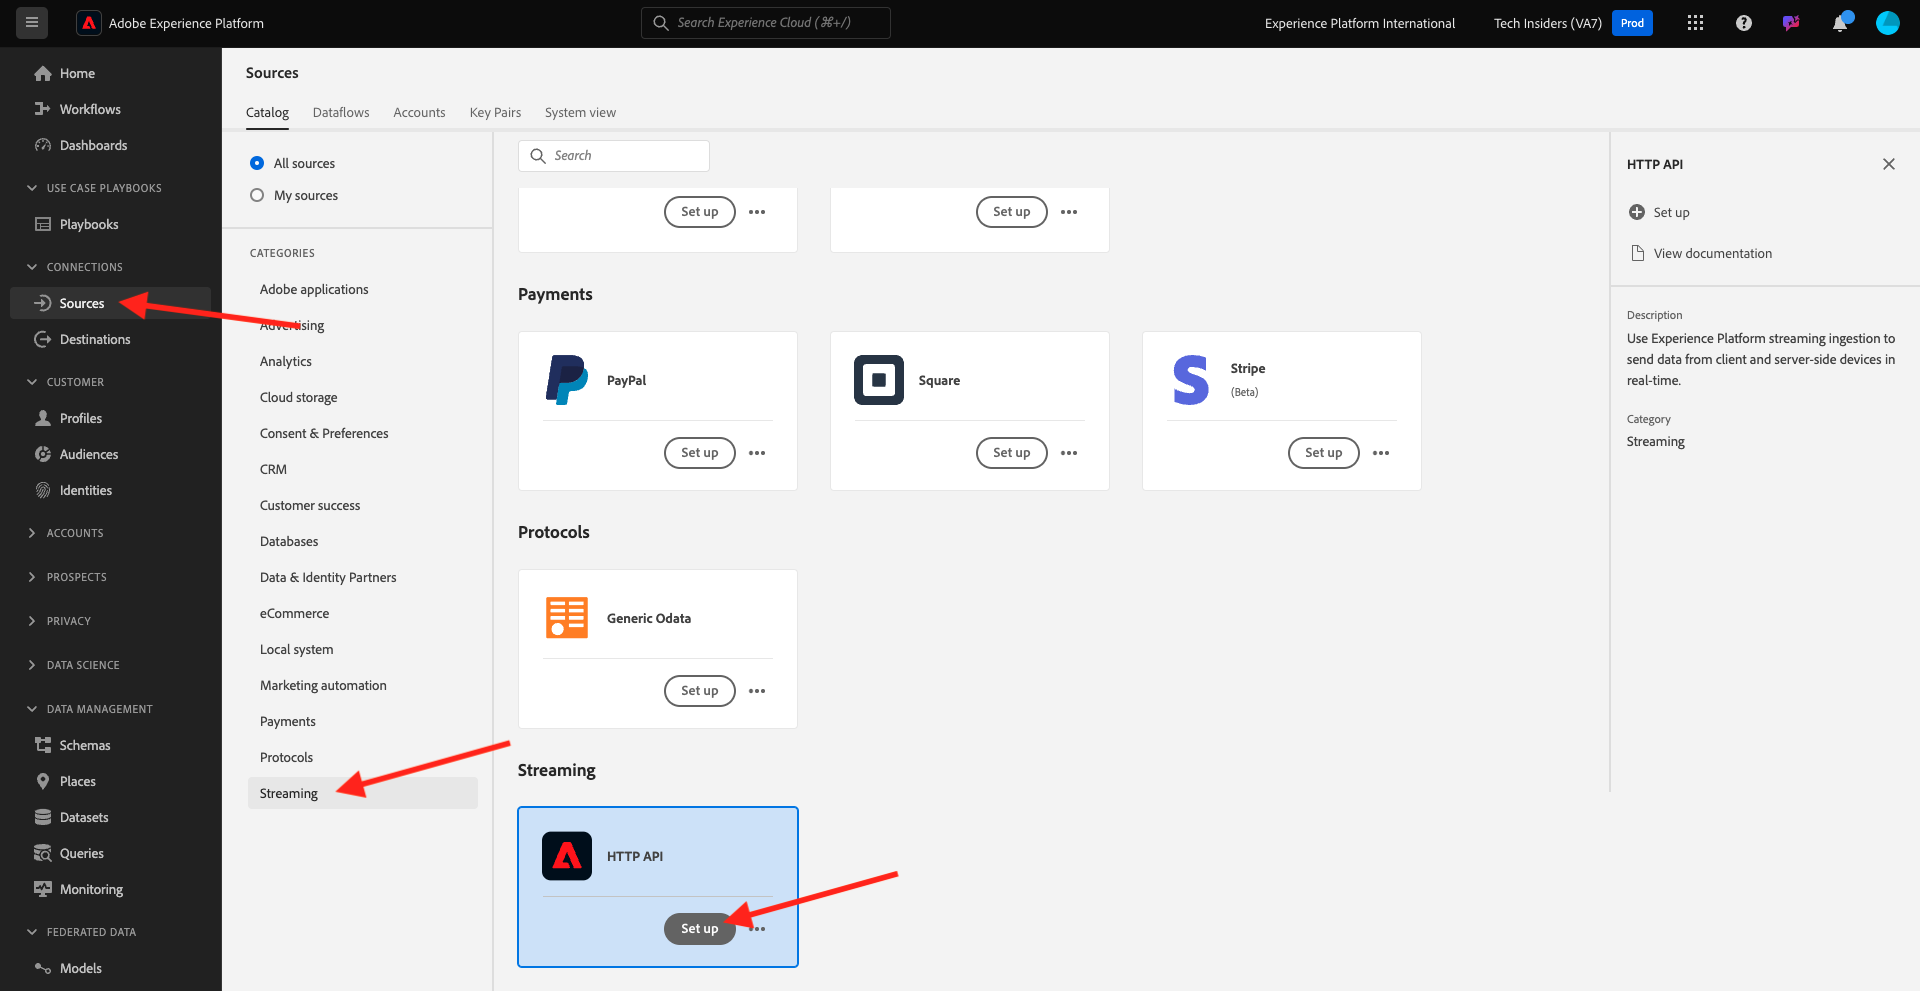 Adobe Experience Platform
Search Experience Cloud (⌘+/)
Experience Platform International
Tech Insiders (VA7)
Prod
Home
Workflows
Dashboards
USE CASE PLAYBOOKS
Playbooks
CONNECTIONS
Sources
Destinations
CUSTOMER
Profiles
Audiences
Identities
ACCOUNTS
PROSPECTS
PRIVACY
DATA SCIENCE
DATA MANAGEMENT
Schemas
Places
Datasets
Queries
Monitoring
FEDERATED DATA
Models
Sources
Catalog
Dataflows
Accounts
Key Pairs
System view
All sources
My sources
CATEGORIES
Adobe applications
Advertising
Analytics
Cloud storage
Consent & Preferences
CRM
Customer success
Databases
Data & Identity Partners
eCommerce
Local system
Marketing automation
Payments
Protocols
Streaming
Search
Set up
Set up
Payments
PayPal
Set up
Square
Set up
Stripe
(Beta)
Set up
Protocols
Generic Odata
Set up
Streaming
HTTP API
Set up
HTTP API
Set up
View documentation
Description
Use Experience Platform streaming ingestion to
send data from client and server-side devices in
real-time.
Category
Streaming